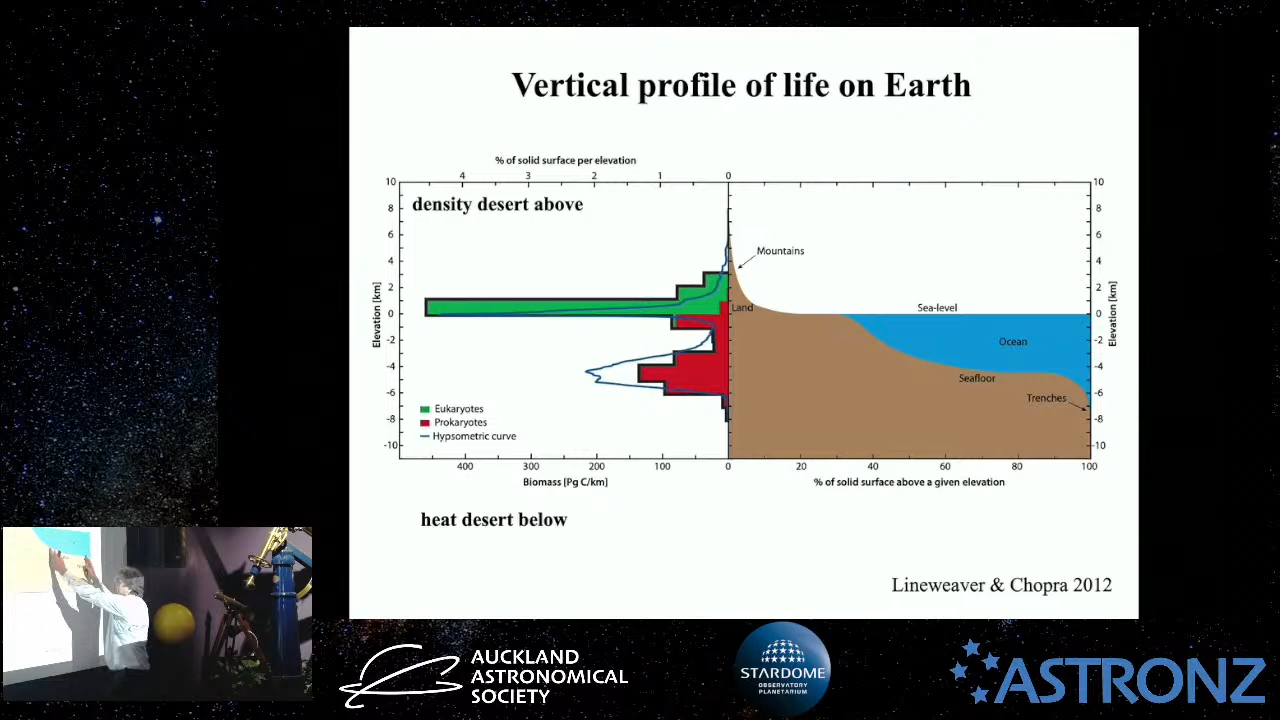 Vertical profile of life on Earth
% of solid surface per elevation
4 3 2 1 0
10 10
density desert above
8 8
6 6
Mountains
4 4
2 2
Elevation [km]
Elevation [km]
Land
Sea-level
0 0
Ocean
-2 -2
-4 -4
Seafloor
-6 -6
Trenches
Eukaryotes
-8 -8
Prokaryotes
Hypsometric curve
-10 -10
400 300 200 100 0 20 40 60 80 100
Biomass [Pg C/km]
% of solid surface above a given elevation
heat desert below
Lineweaver & Chopra 2012
AUCKLAND
ASTRONOMICAL
SOCIETY
STARDOME
OBSERVATORY
PLANETARIUM
ASTRONZ